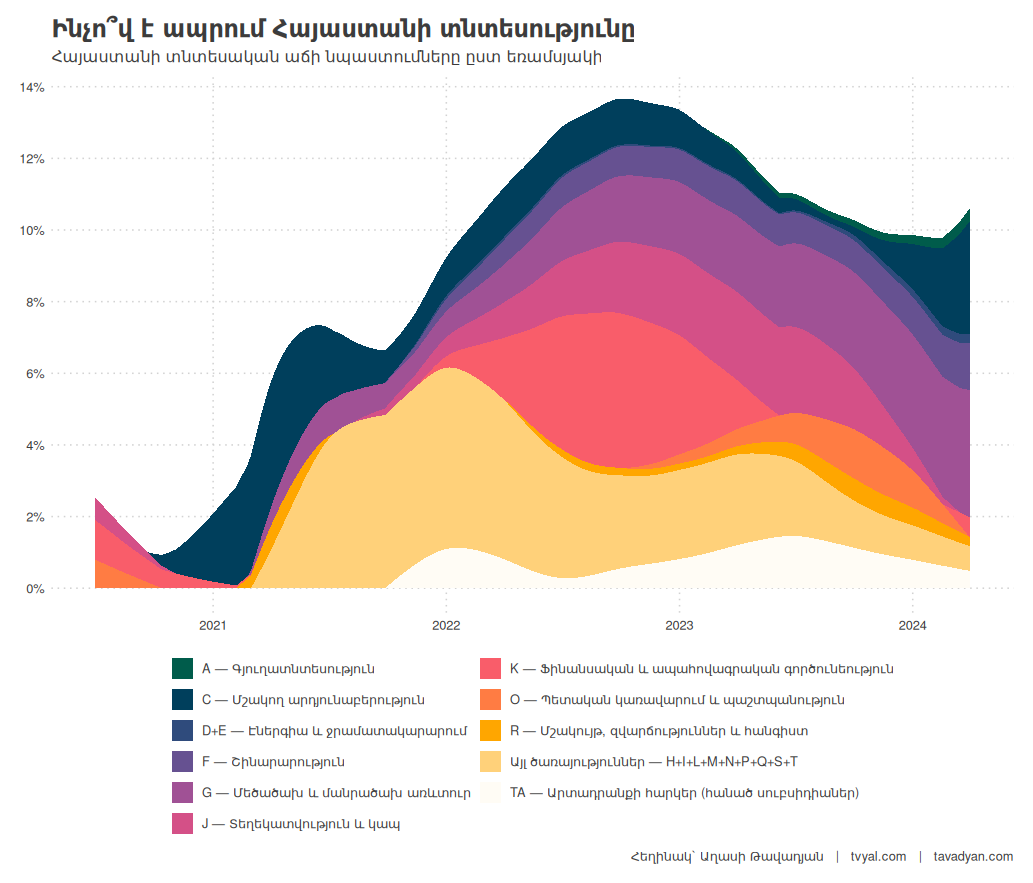 Ինչո՞վ է ապրում Հայաստանի տնտեսությունը
Հայաստանի տնտեսական աճի նպաստումները ըստ եռամսյակի
14%
12%
10%
8%
6%
4%
2%
0%
2021
2022
2023
2024
A — Գյուղատնտեսություն
C — Մշակող արդյունաբերություն
D+E — Էներգիա և ջրամատակարարում
F — Շինարարություն
G — Մեծածախ և մանրածախ առևտուր
J — Տեղեկատվություն և կապ
K — Ֆինանսական և ապահովագրական գործունեություն
O — Պետական կառավարում և պաշտպանություն
R — Մշակույթ, զվարճություններ և հանգիստ
Այլ ծառայություններ — H+I+L+M+N+P+Q+S+T
TA — Արտադրանքի հարկեր (հանած սուբսիդիաներ)
Հեղինակ՝ Աղասի Թավադյան | tvyal.com | tavadyan.com